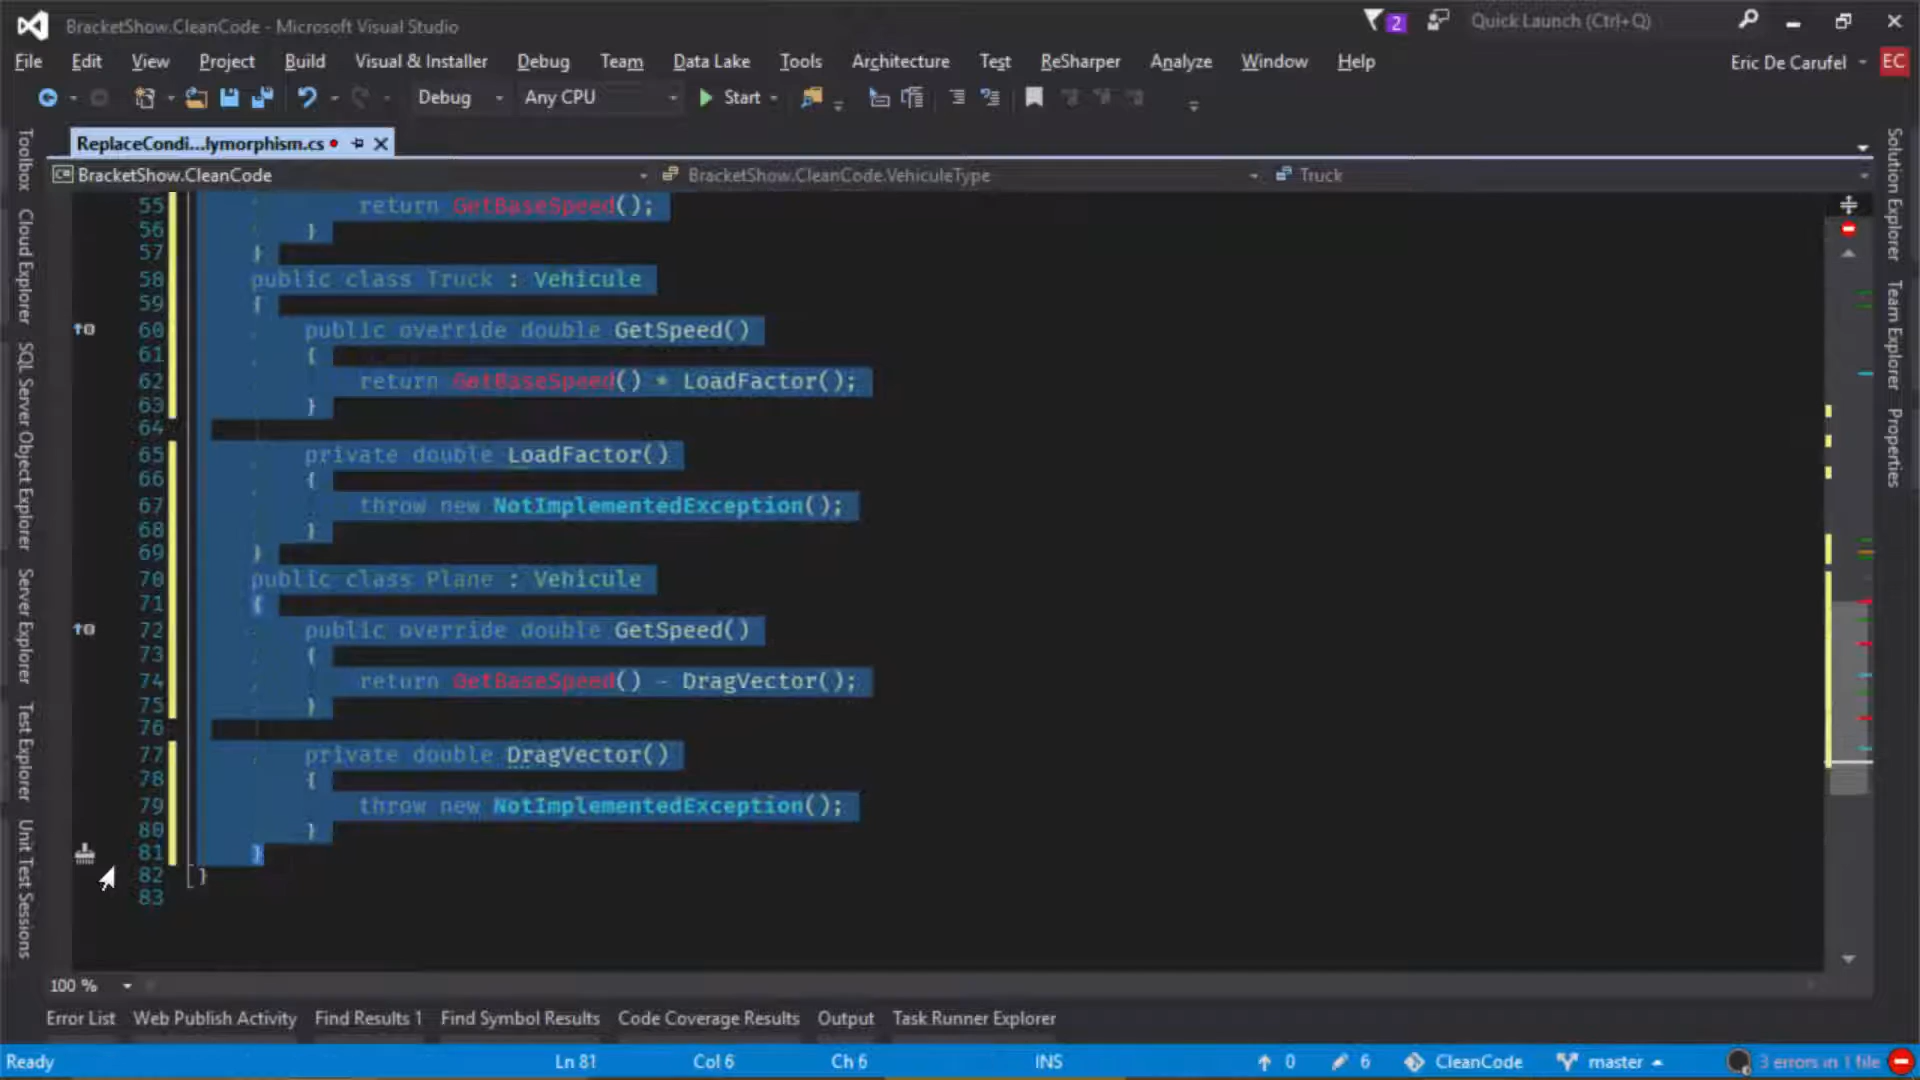 BracketShow.CleanCode - Microsoft Visual Studio
2
Quick Launch (Ctrl+Q)
File Edit View Project Build Visual & Installer Debug Team Data Lake Tools Architecture Test ReSharper Analyze Window Help
Eric De Carufel EC
Debug Any CPU Start
ReplaceCondi...lymorphism.cs
BracketShow.CleanCode BracketShow.CleanCode.VehiculeType Truck
55 return GetBaseSpeed();
56 }
57 }
58 public class Truck : Vehicule
59 {
60 public override double GetSpeed()
61 {
62 return GetBaseSpeed() * LoadFactor();
63 }
64
65 private double LoadFactor()
66 {
67 throw new NotImplementedException();
68 }
69 }
70 public class Plane : Vehicule
71 {
72 public override double GetSpeed()
73 {
74 return GetBaseSpeed() - DragVector();
75 }
76
77 private double DragVector()
78 {
79 throw new NotImplementedException();
80 }
81 }
82 }
83
Toolbox
Cloud Explorer
SQL Server Object Explorer
Server Explorer
Test Explorer
Unit Test Sessions
Solution Explorer
Team Explorer
Properties
100 %
Error List Web Publish Activity Find Results 1 Find Symbol Results Code Coverage Results Output Task Runner Explorer
Ready Ln 81 Col 6 Ch 6 INS 0 6 CleanCode master 3 errors in 1 file